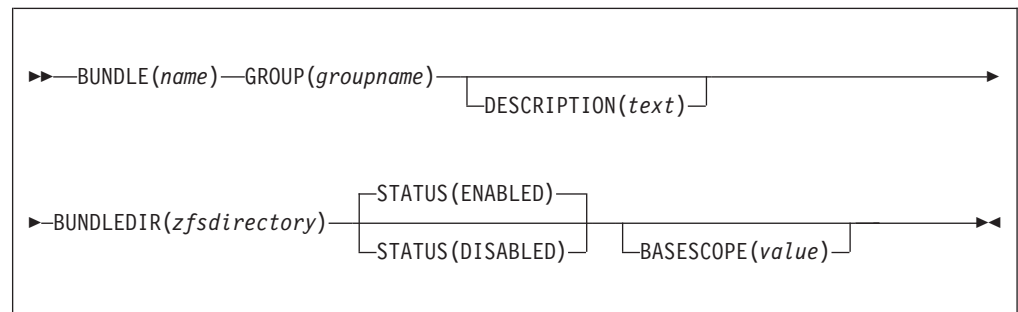 BUNDLE(name) GROUP(groupname)
DESCRIPTION(text)
STATUS(ENABLED)
BUNDLEDIR(zfsdirectory)
STATUS(DISABLED)
BASESCOPE(value)